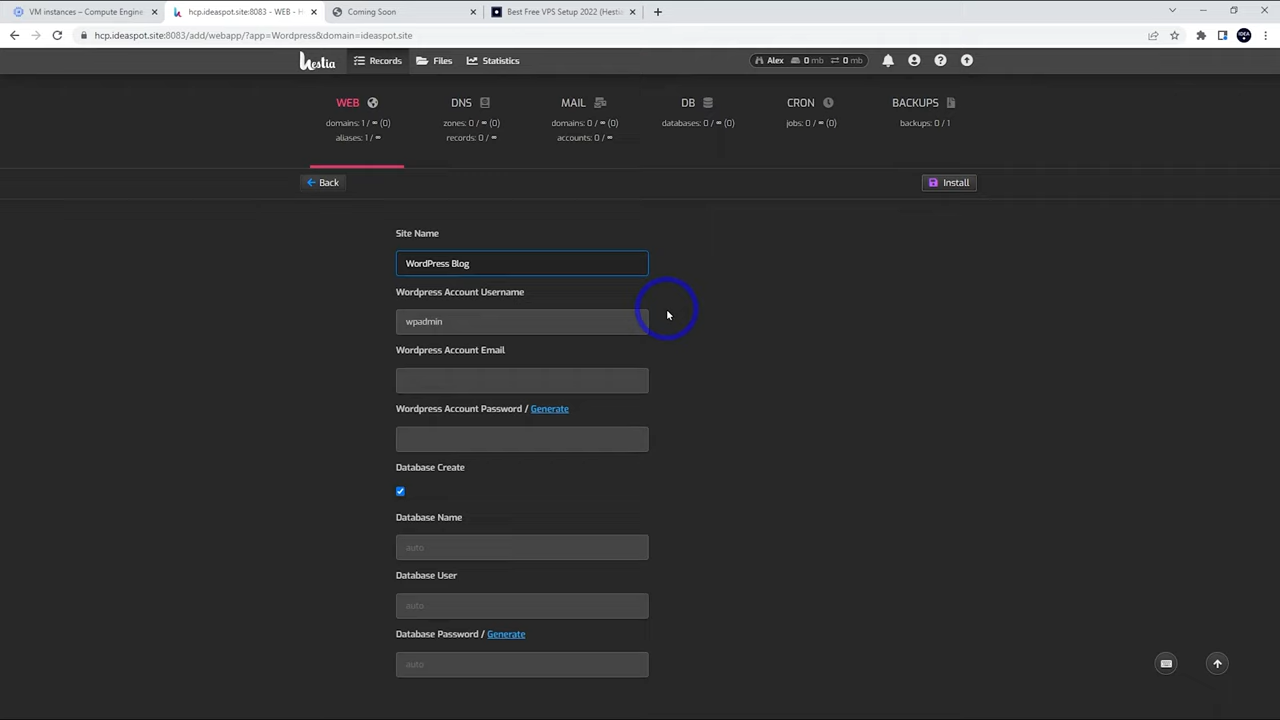 VM instances – Compute Engine
hcp.ideaspot.site:8083 - WEB - H
Coming Soon
Best Free VPS Setup 2022 (Hestia
hcp.ideaspot.site:8083/add/webapp/?app=Wordpress&domain=ideaspot.site
IDEA
Hestia
Records
Files
Statistics
Alex
0 mb
0 mb
WEB
DNS
MAIL
DB
CRON
BACKUPS
domains: 1 / ∞ (0)
zones: 0 / ∞ (0)
domains: 0 / ∞ (0)
databases: 0 / ∞ (0)
jobs: 0 / ∞ (0)
backups: 0 / 1
aliases: 1 / ∞
records: 0 / ∞
accounts: 0 / ∞
Back
Install
Site Name
WordPress Blog
Wordpress Account Username
wpadmin
Wordpress Account Email
Wordpress Account Password / Generate
Database Create
Database Name
auto
Database User
auto
Database Password / Generate
auto